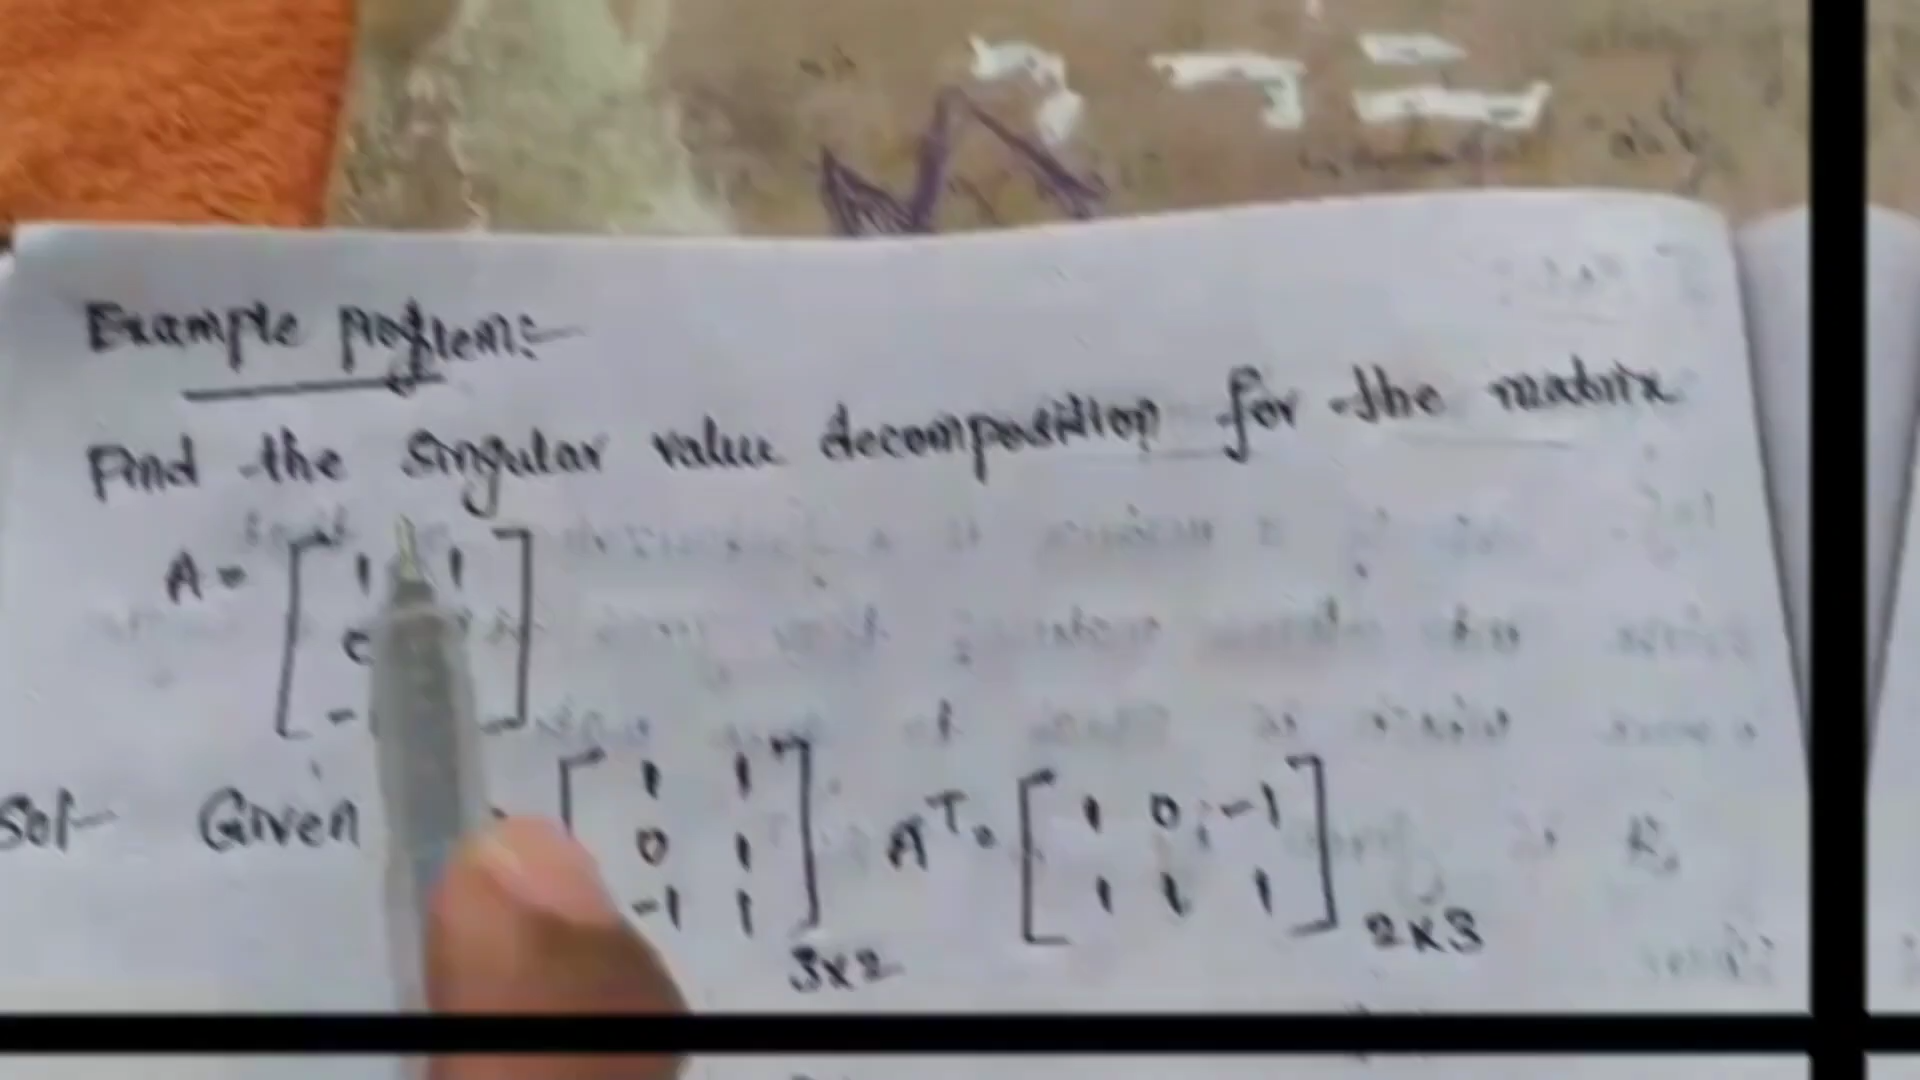 Example problem:-
Find the singular value decomposition for the matrix
A = [ 1 1
-
Sol- Given [ 1 1 ; 0 1 ; -1 1 ] 3x2 A^T = [ 1 0 -1 ; 1 1 1 ] 2x3